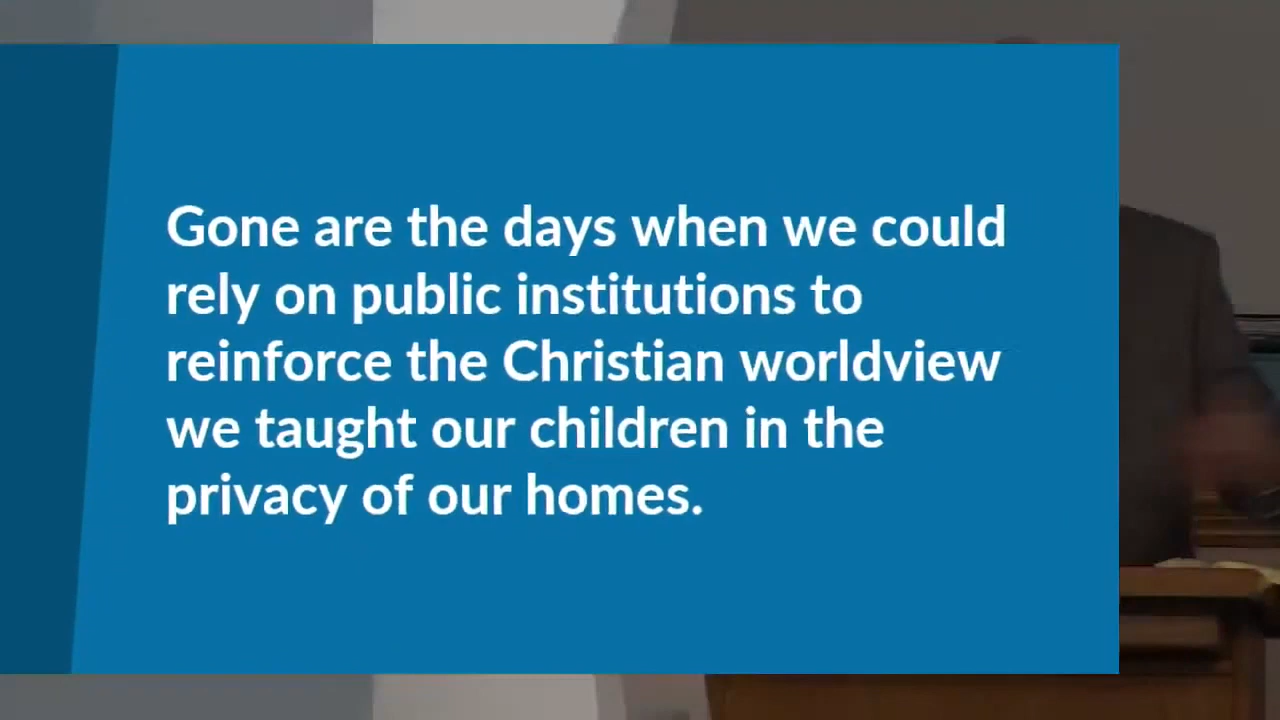 Gone are the days when we could
rely on public institutions to
reinforce the Christian worldview
we taught our children in the
privacy of our homes.